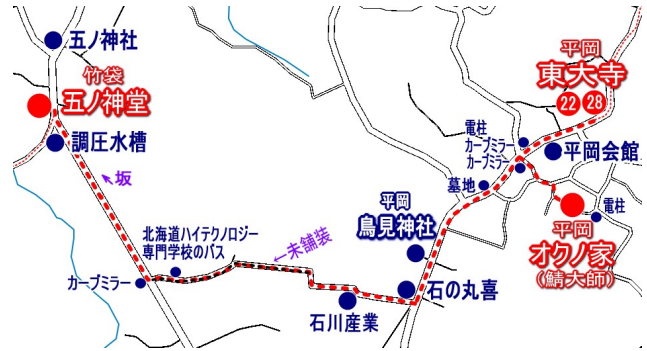 五ノ神社
竹袋
五ノ神堂
調圧水槽
坂
北海道ハイテクノロジー
専門学校のバス
カーブミラー
未舗装
石川産業
石の丸喜
平岡
鳥見神社
墓地
電柱
カーブミラー
カーブミラー
平岡
東大寺
22 28
平岡会館
電柱
平岡
オクノ家
(鯖大師)